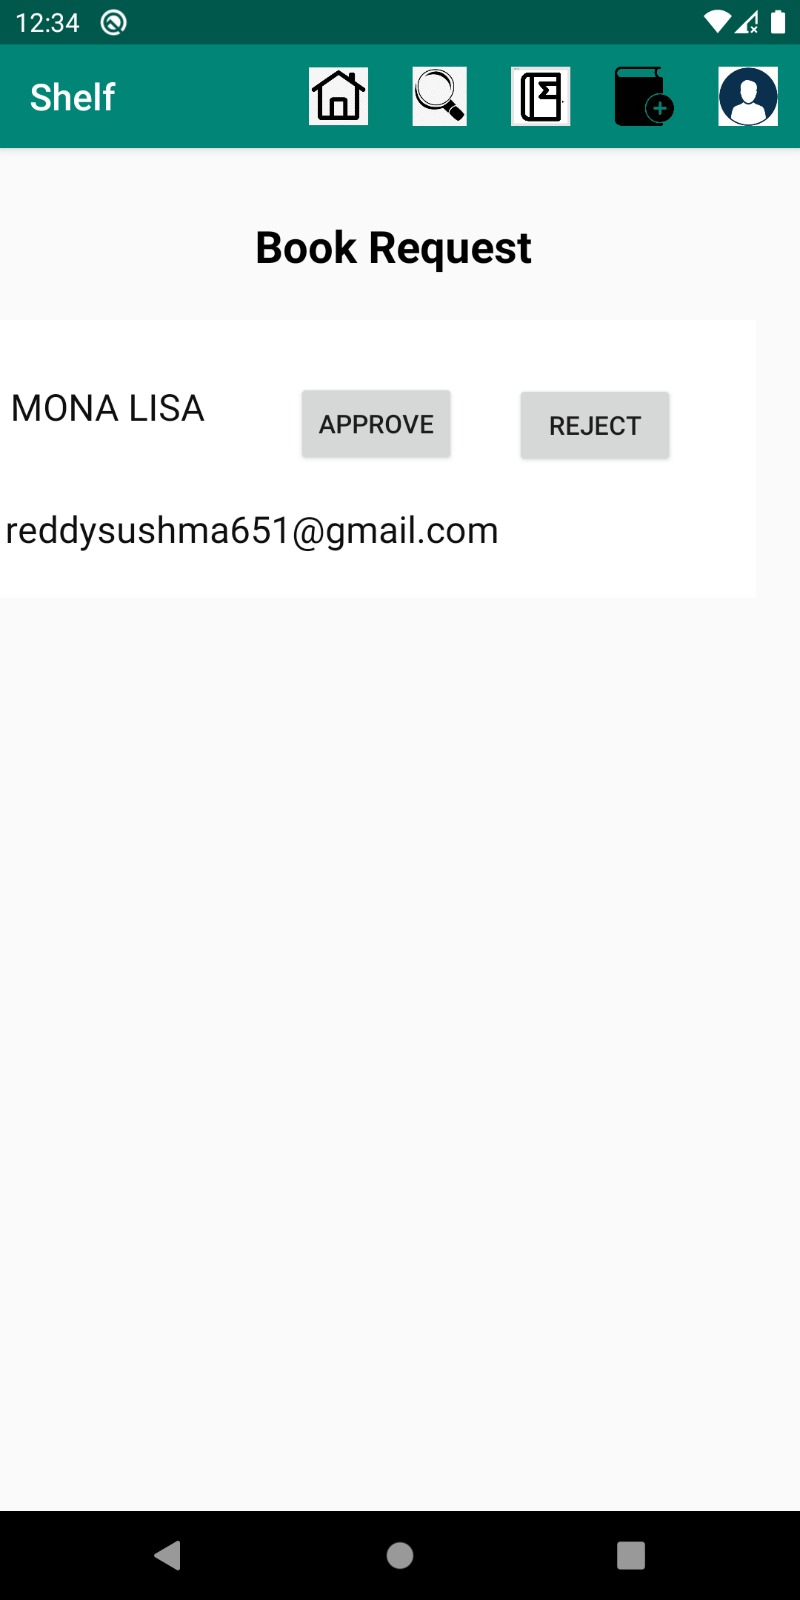 12:34
Shelf
Book Request
MONA LISA APPROVE REJECT
reddysushma651@gmail.com